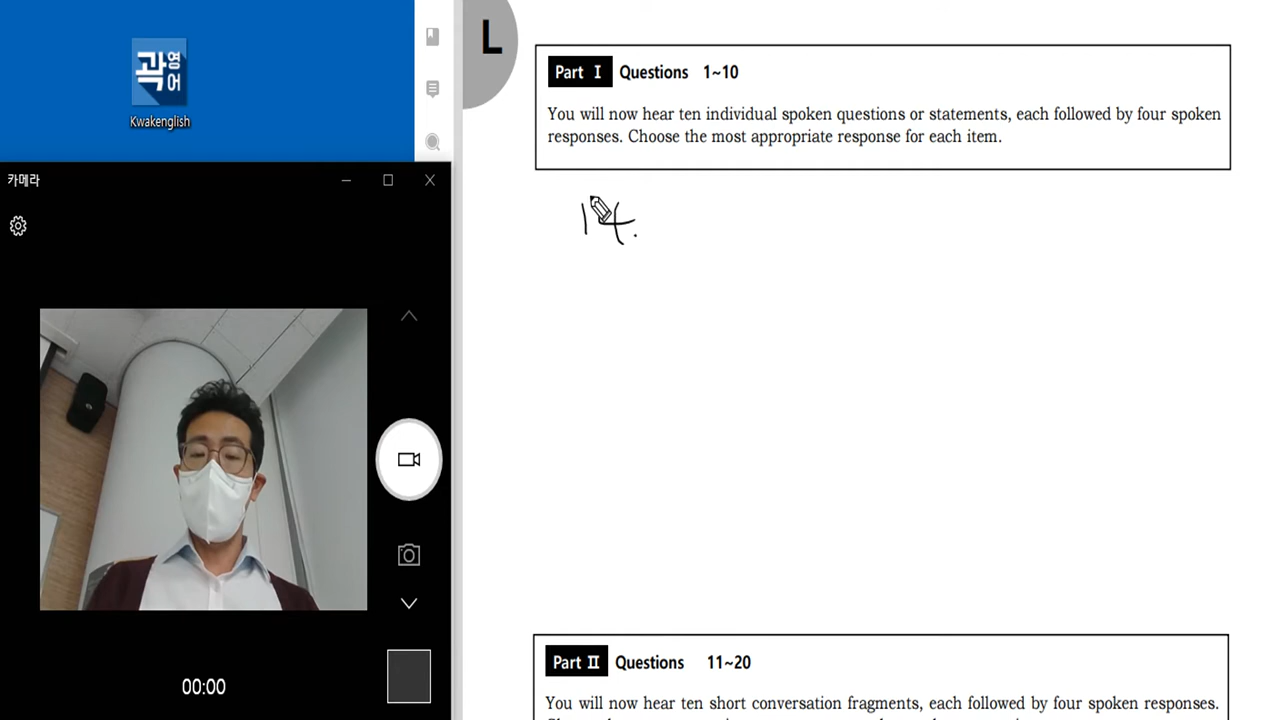 곽영어
Kwakenglish
카메라
00:00
L
Part Ⅰ Questions 1~10
You will now hear ten individual spoken questions or statements, each followed by four spoken
responses. Choose the most appropriate response for each item.
14.
Part Ⅱ Questions 11~20
You will now hear ten short conversation fragments, each followed by four spoken responses.